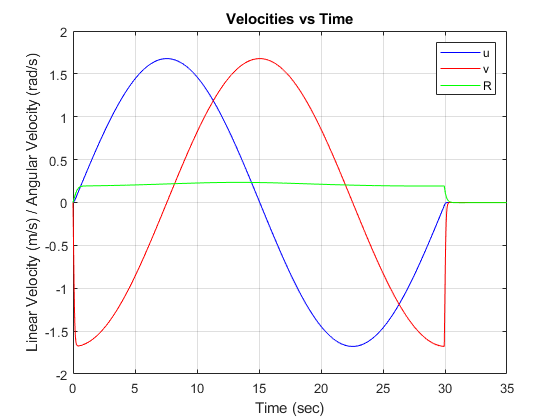 Velocities vs Time
Linear Velocity (m/s) / Angular Velocity (rad/s)
2
1.5
1
0.5
0
-0.5
-1
-1.5
-2
u
v
R
0 5 10 15 20 25 30 35
Time (sec)